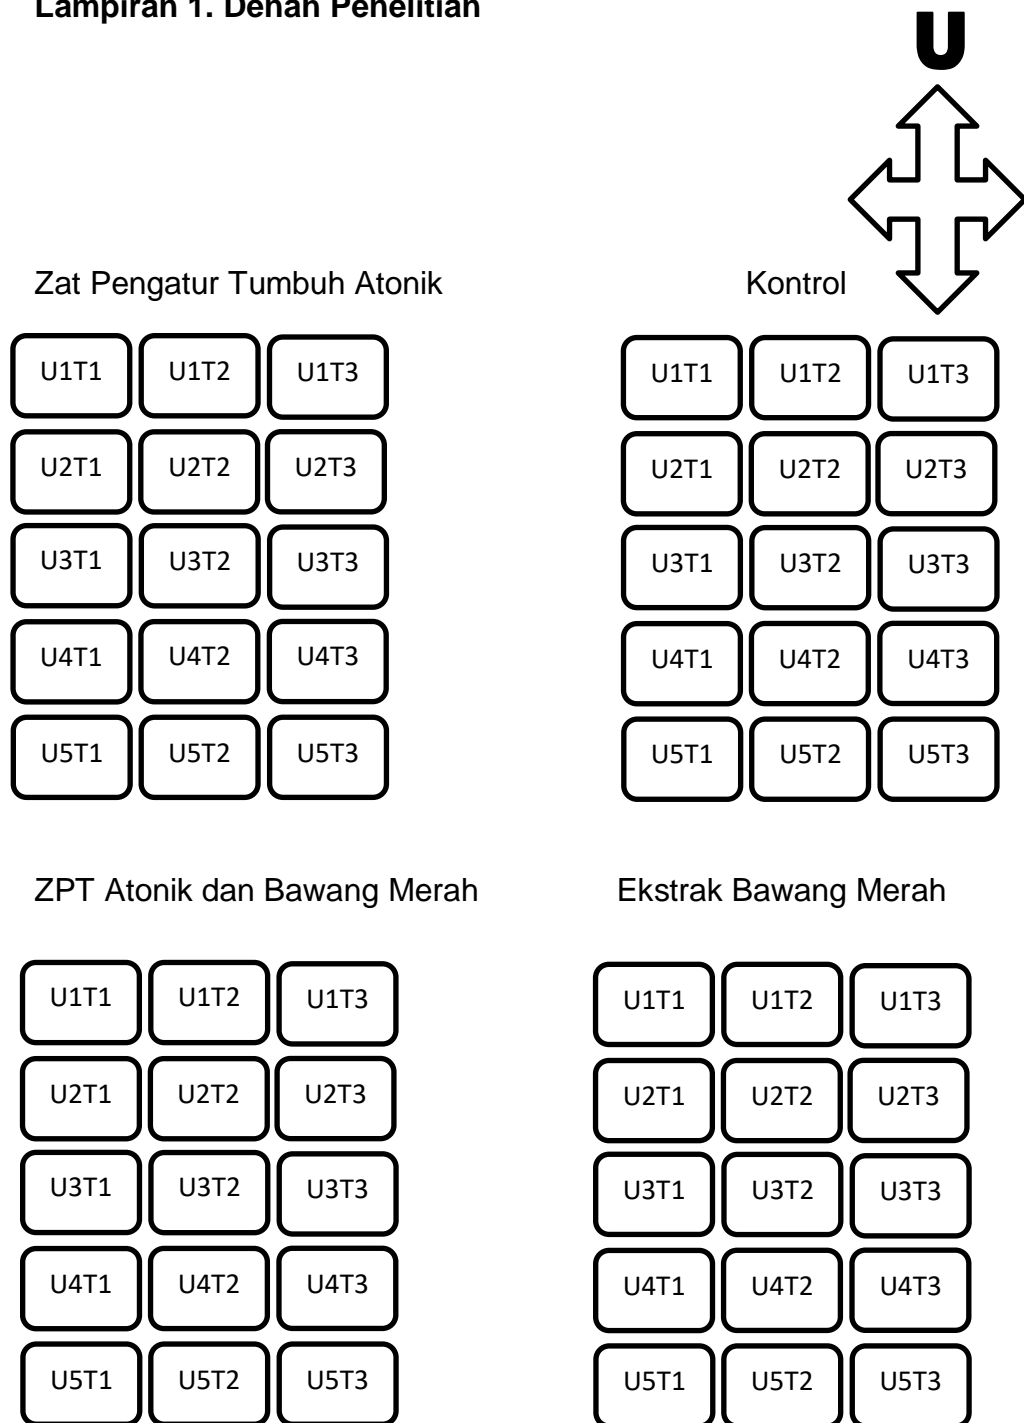 Lampiran 1. Denah Penelitian
U
Zat Pengatur Tumbuh Atonik
Kontrol
U1T1 U1T2 U1T3
U2T1 U2T2 U2T3
U3T1 U3T2 U3T3
U4T1 U4T2 U4T3
U5T1 U5T2 U5T3
U1T1 U1T2 U1T3
U2T1 U2T2 U2T3
U3T1 U3T2 U3T3
U4T1 U4T2 U4T3
U5T1 U5T2 U5T3
ZPT Atonik dan Bawang Merah
Ekstrak Bawang Merah
U1T1 U1T2 U1T3
U2T1 U2T2 U2T3
U3T1 U3T2 U3T3
U4T1 U4T2 U4T3
U5T1 U5T2 U5T3
U1T1 U1T2 U1T3
U2T1 U2T2 U2T3
U3T1 U3T2 U3T3
U4T1 U4T2 U4T3
U5T1 U5T2 U5T3